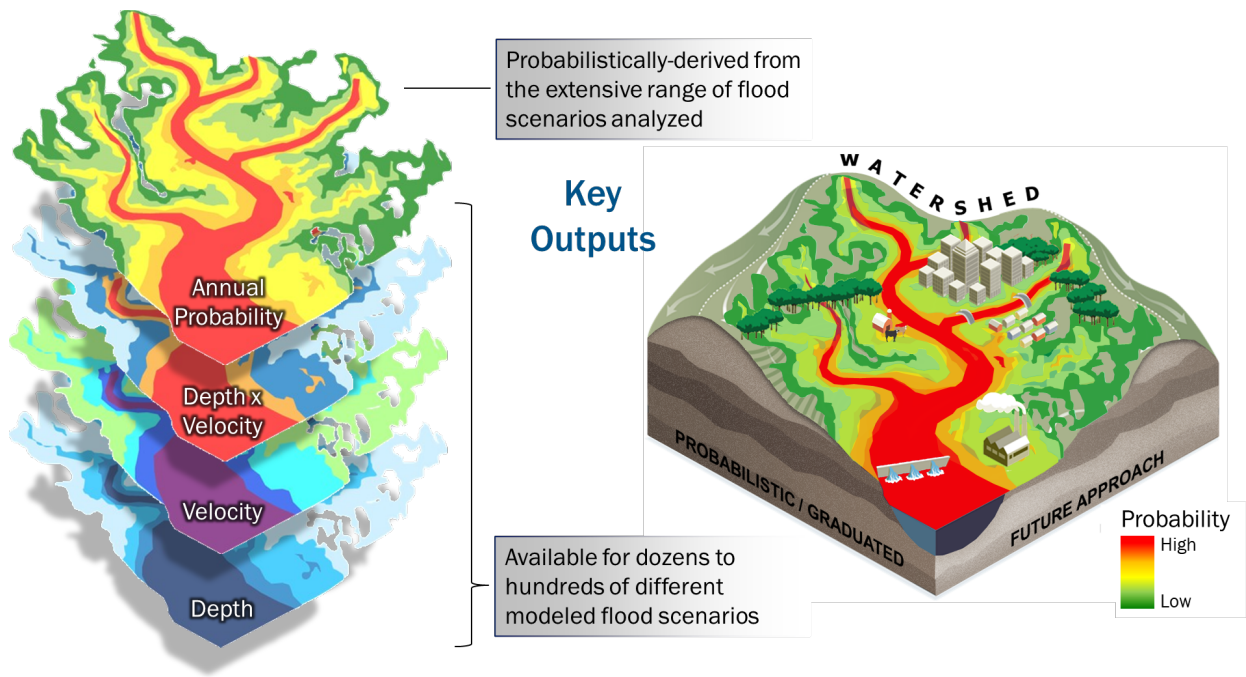 Probabilistically-derived from
the extensive range of flood
scenarios analyzed
Key
Outputs
Annual
Probability
Depth x
Velocity
Velocity
Depth
Available for dozens to
hundreds of different
modeled flood scenarios
WATERSHED
PROBABILISTIC / GRADUATED
FUTURE APPROACH
Probability
High
Low